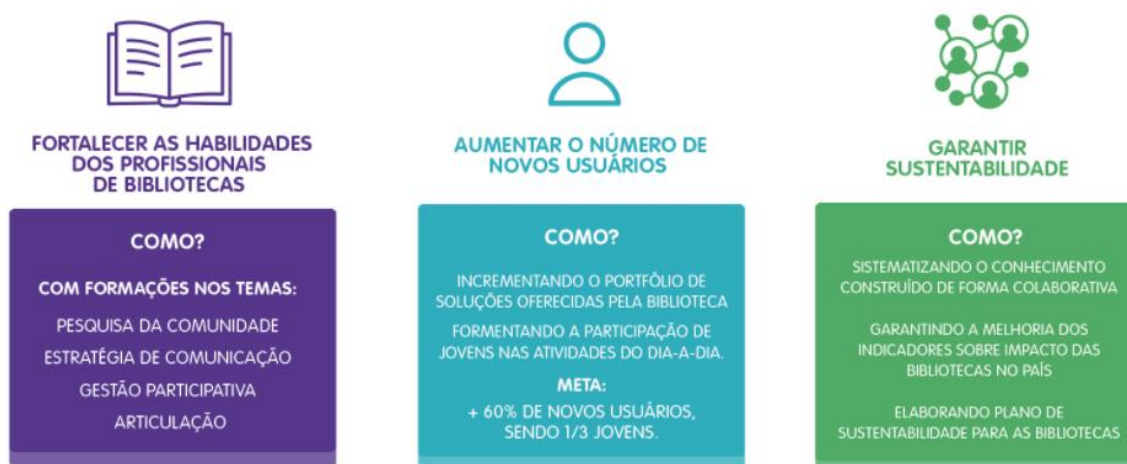 FORTALECER AS HABILIDADES
DOS PROFISSIONAIS
DE BIBLIOTECAS
COMO?
COM FORMAÇÕES NOS TEMAS:
PESQUISA DA COMUNIDADE
ESTRATÉGIA DE COMUNICAÇÃO
GESTÃO PARTICIPATIVA
ARTICULAÇÃO
AUMENTAR O NÚMERO DE
NOVOS USUÁRIOS
COMO?
INCREMENTANDO O PORTFÓLIO DE
SOLUÇÕES OFERECIDAS PELA BIBLIOTECA
FORMENTANDO A PARTICIPAÇÃO DE
JOVENS NAS ATIVIDADES DO DIA-A-DIA.
META:
+ 60% DE NOVOS USUÁRIOS,
SENDO 1/3 JOVENS.
GARANTIR
SUSTENTABILIDADE
COMO?
SISTEMATIZANDO O CONHECIMENTO
CONSTRUÍDO DE FORMA COLABORATIVA
GARANTINDO A MELHORIA DOS
INDICADORES SOBRE IMPACTO DAS
BIBLIOTECAS NO PAÍS
ELABORANDO PLANO DE
SUSTENTABILIDADE PARA AS BIBLIOTECAS